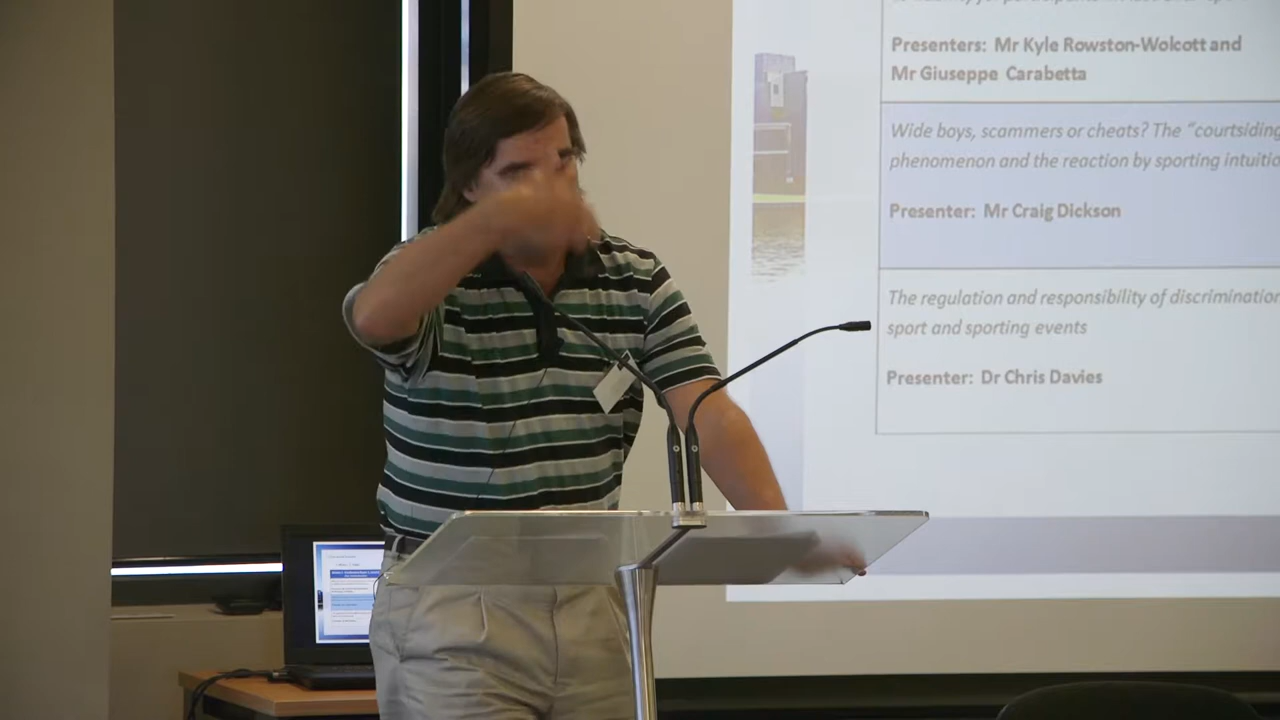 Presenters: Mr Kyle Rowston-Wolcott and
Mr Giuseppe Carabetta
Wide boys, scammers or cheats? The "courtsiding
phenomenon and the reaction by sporting intuitio
Presenter: Mr Craig Dickson
The regulation and responsibility of discrimination
sport and sporting events
Presenter: Dr Chris Davies